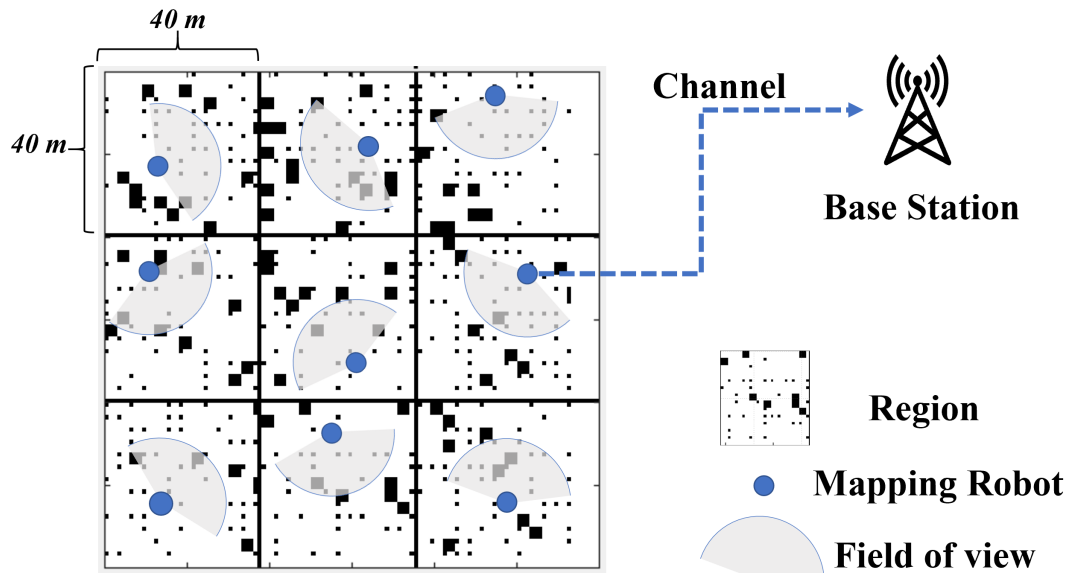 40 m
40 m
Channel
Base Station
Region
Mapping Robot
Field of view